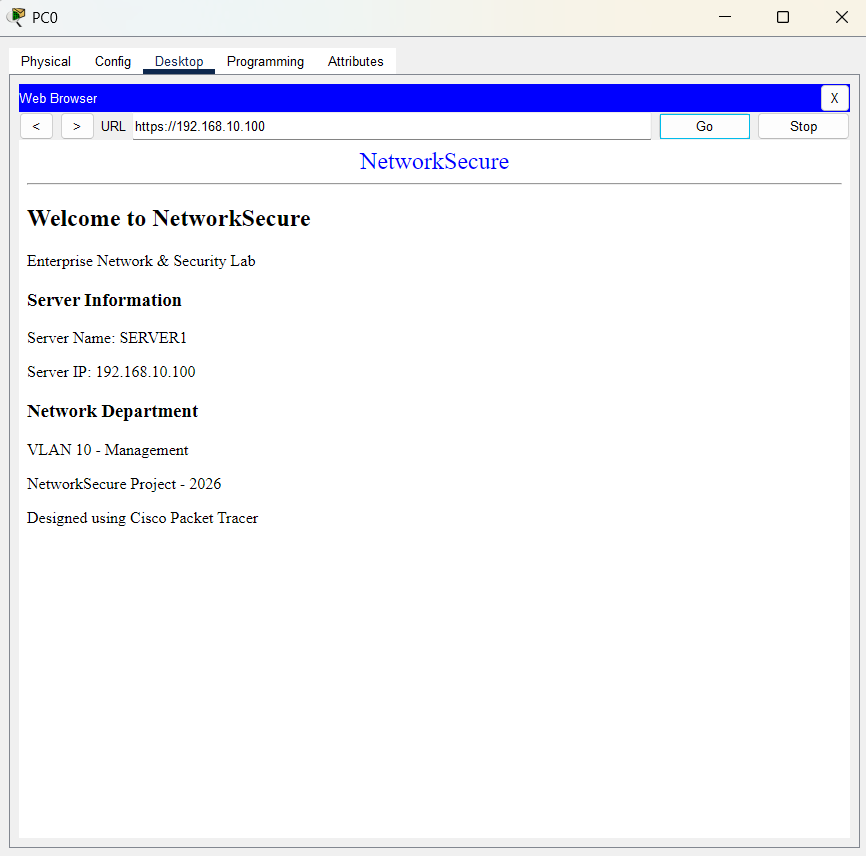 PC0
Physical Config Desktop Programming Attributes
Web Browser X
< > URL https://192.168.10.100 Go Stop
NetworkSecure
Welcome to NetworkSecure
Enterprise Network & Security Lab
Server Information
Server Name: SERVER1
Server IP: 192.168.10.100
Network Department
VLAN 10 - Management
NetworkSecure Project - 2026
Designed using Cisco Packet Tracer